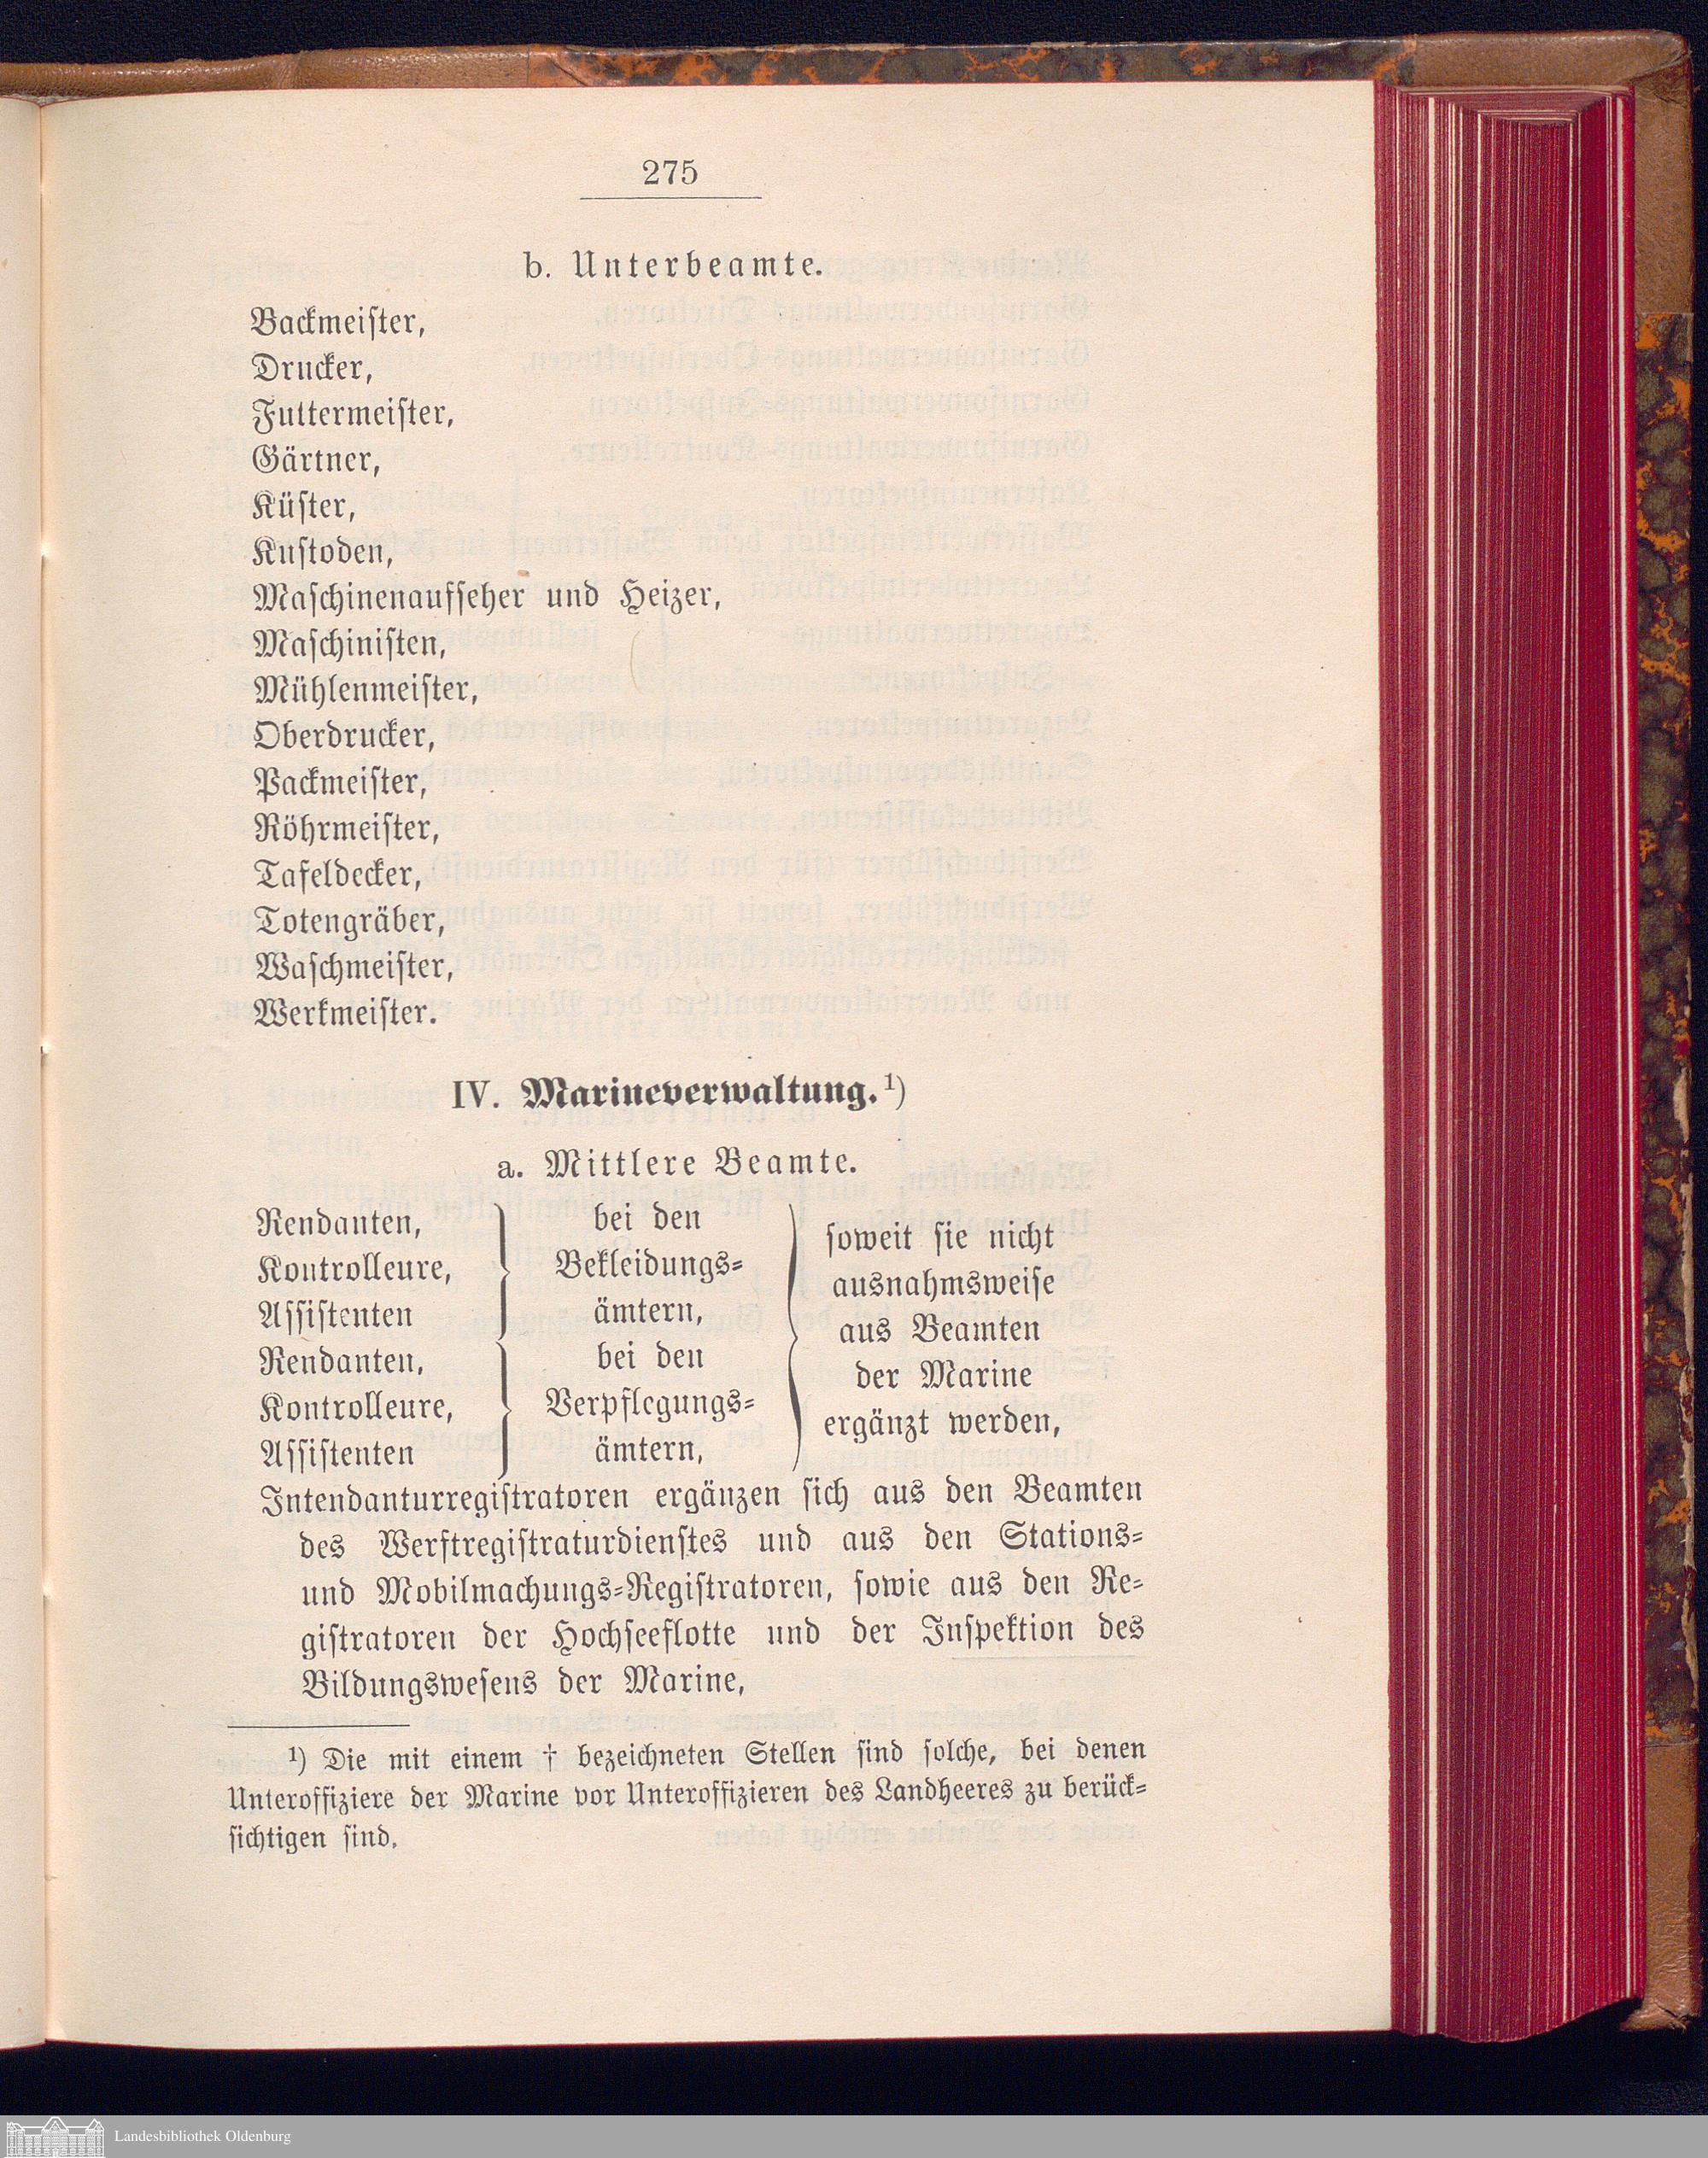 275
b. Unterbeamte.
Backmeister,
Drucker,
Futtermeister,
Gärtner,
Küster,
Kustoden,
Maschinenaufseher und Heizer,
Maschinisten,
Mühlenmeister,
Oberdrucker,
Packmeister,
Röhrmeister,
Tafeldecker,
Totengräber,
Waschmeister,
Werkmeister.
IV. Marineverwaltung.¹)
a. Mittlere Beamte.
Rendanten,
Kontrolleure,
Assistenten
bei den
Bekleidungs-
ämtern,
Rendanten,
Kontrolleure,
Assistenten
bei den
Verpflegungs-
ämtern,
soweit sie nicht
ausnahmsweise
aus Beamten
der Marine
ergänzt werden,
Intendanturregistratoren ergänzen sich aus den Beamten
des Werftregistraturdienstes und aus den Stations-
und Mobilmachungs-Registratoren, sowie aus den Re-
gistratoren der Hochseeflotte und der Inspektion des
Bildungswesens der Marine,
¹) Die mit einem † bezeichneten Stellen sind solche, bei denen
Unteroffiziere der Marine vor Unteroffizieren des Landheeres zu berück-
sichtigen sind.
Landesbibliothek Oldenburg